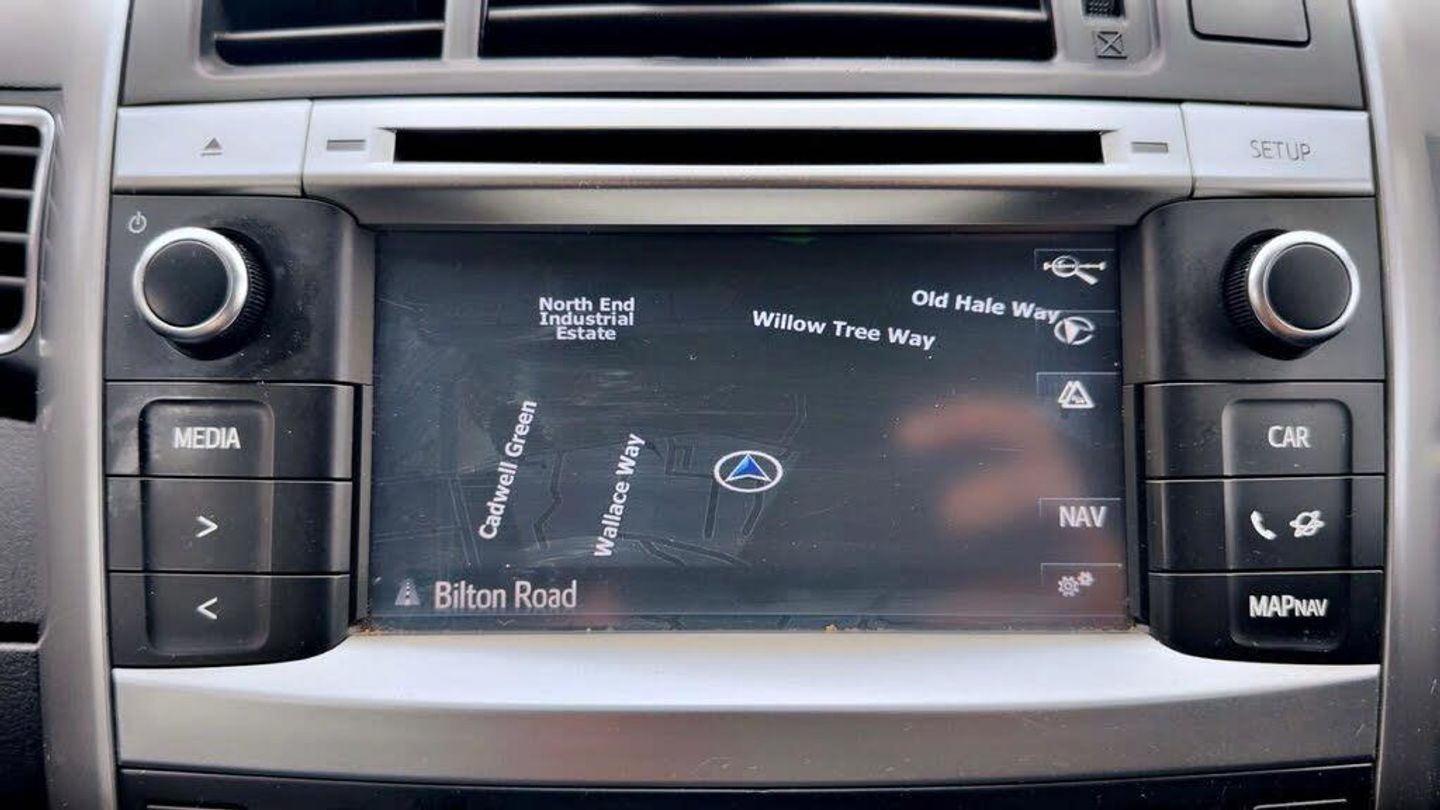 SETUP
North End
Industrial
Estate
Willow Tree Way
Old Hale Way
MEDIA
Cadwell Green
Wallace Way
CAR
NAV
Bilton Road
MAPNAV